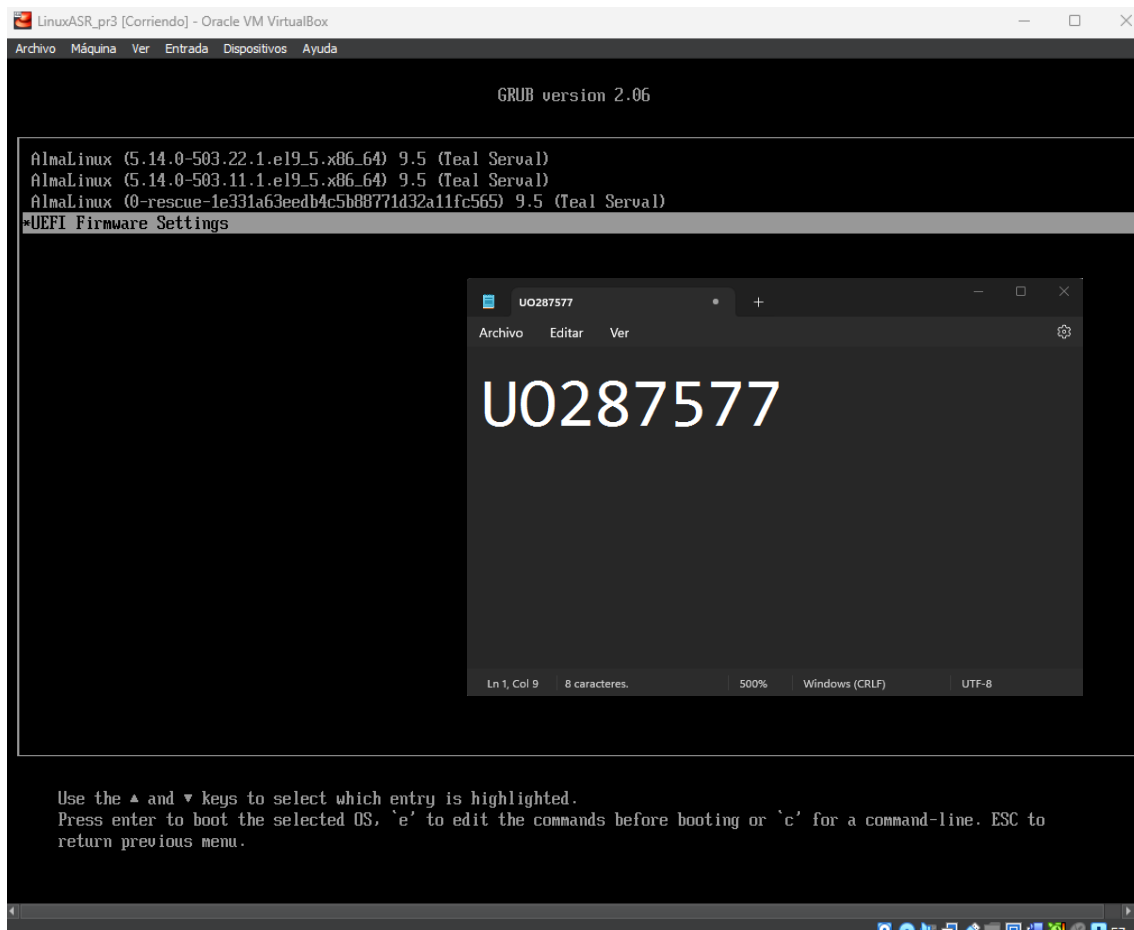 LinuxASR_pr3 [Corriendo] - Oracle VM VirtualBox
Archivo Máquina Ver Entrada Dispositivos Ayuda
GRUB version 2.06
AlmaLinux (5.14.0-503.22.1.el9_5.x86_64) 9.5 (Teal Serval)
AlmaLinux (5.14.0-503.11.1.el9_5.x86_64) 9.5 (Teal Serval)
AlmaLinux (0-rescue-1e331a63eedb4c5b88771d32a11fc565) 9.5 (Teal Serval)
*UEFI Firmware Settings
UO287577
Archivo Editar Ver
UO287577
Ln 1, Col 9 8 caracteres. 500% Windows (CRLF) UTF-8
Use the ▲ and ▼ keys to select which entry is highlighted.
Press enter to boot the selected OS, `e' to edit the commands before booting or `c' for a command-line. ESC to
return previous menu.